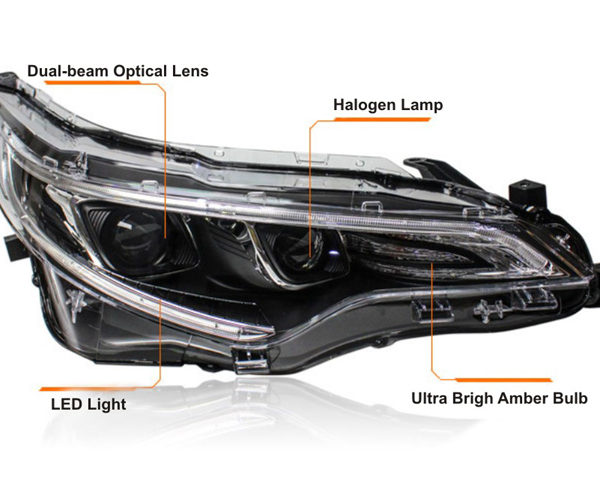 Dual-beam Optical Lens
Halogen Lamp
LED Light
Ultra Brigh Amber Bulb